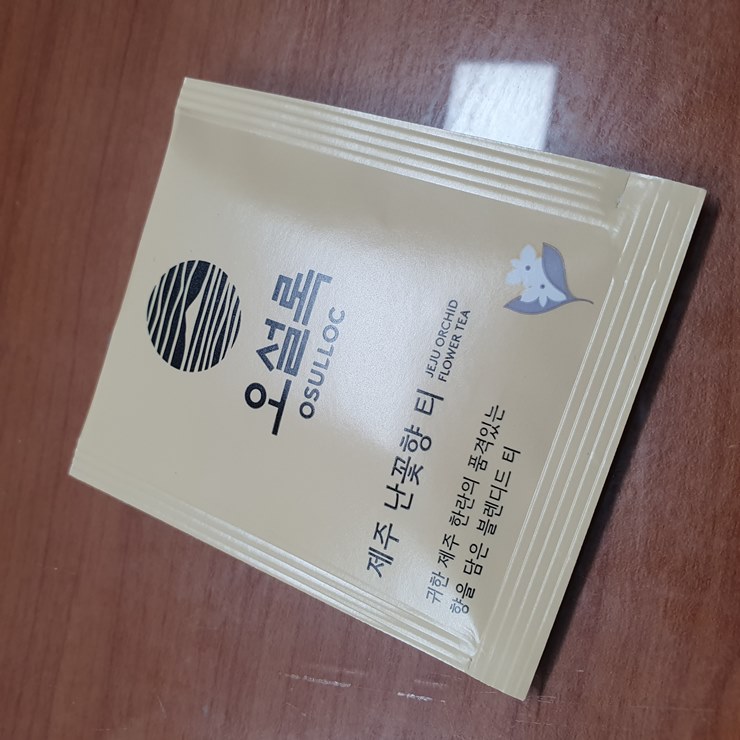 오설록
OSULLOC
제주 난꽃향 티
JEJU ORCHID
FLOWER TEA
귀한 제주 한란의 품격있는
향을 담은 블렌디드 티